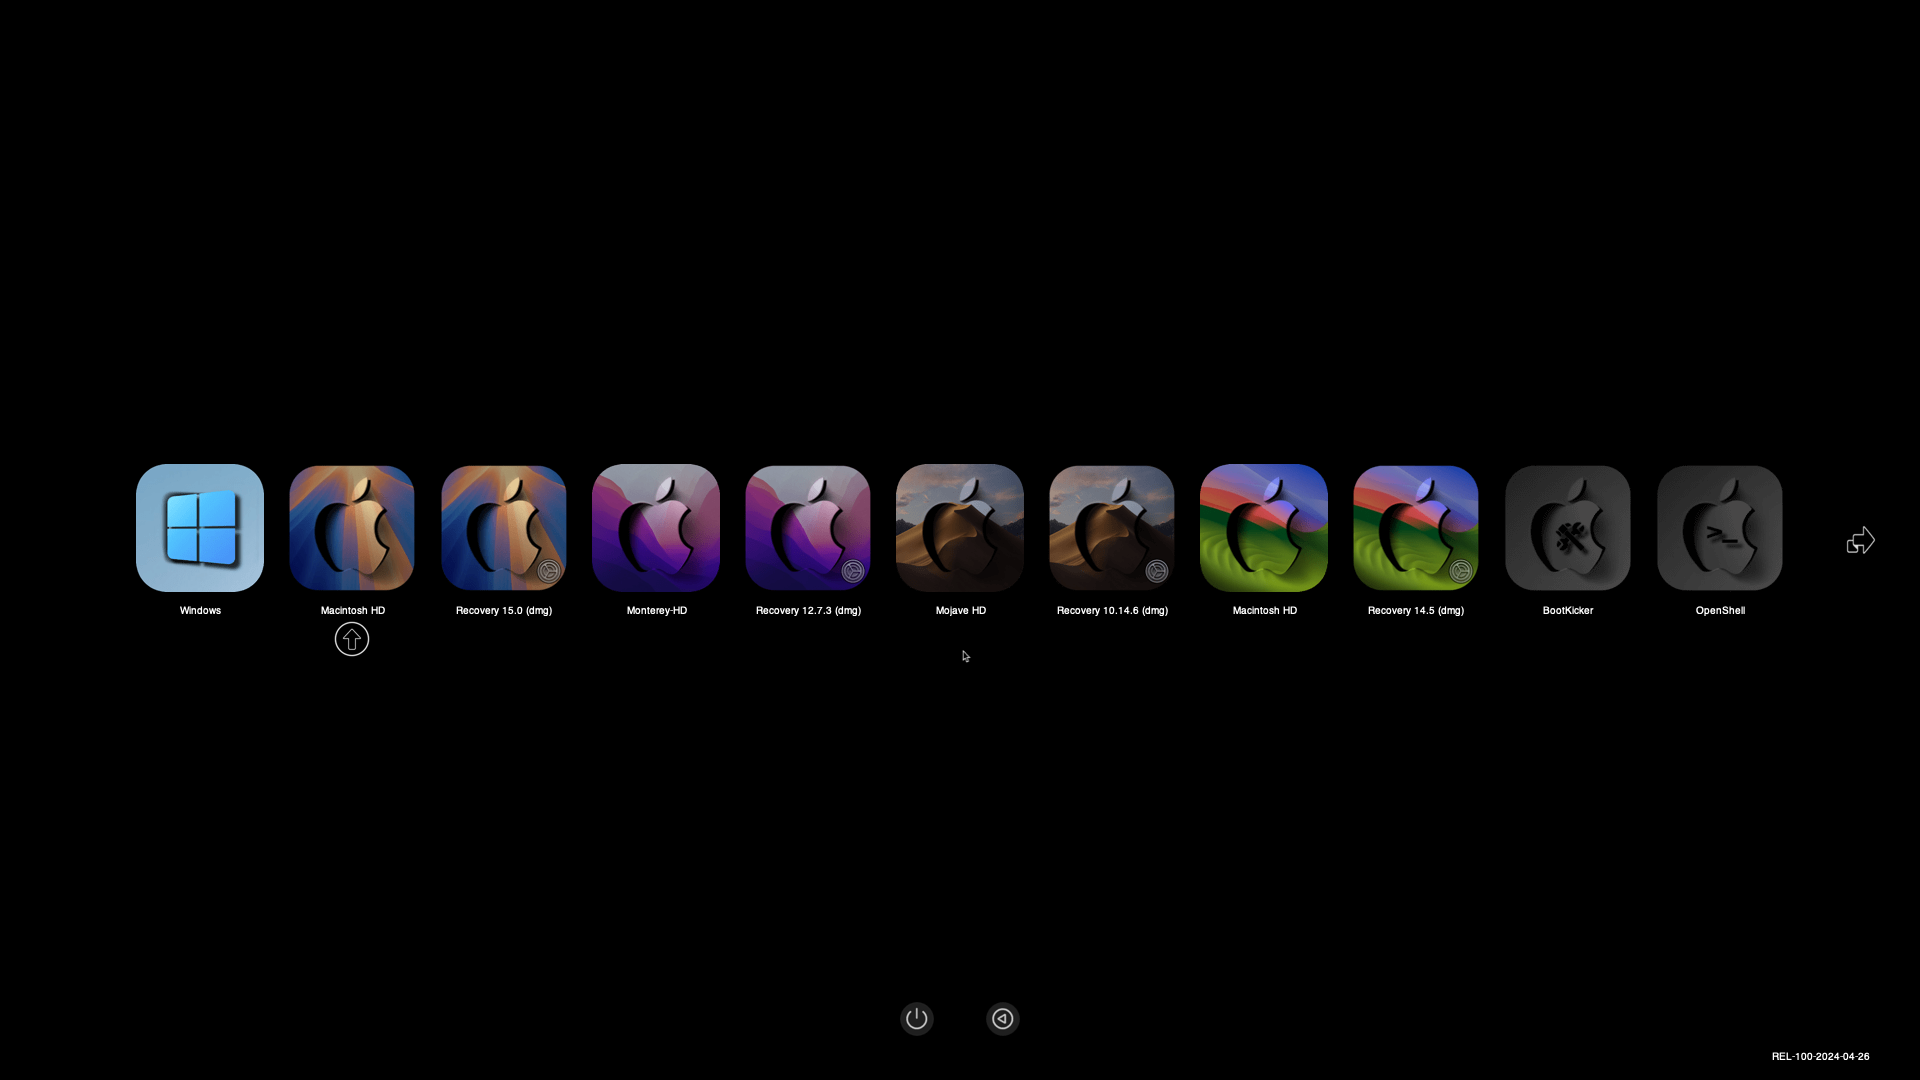 Windows
Macintosh HD
Recovery 15.0 (dmg)
Monterey-HD
Recovery 12.7.3 (dmg)
Mojave HD
Recovery 10.14.6 (dmg)
Macintosh HD
Recovery 14.5 (dmg)
BootKicker
OpenShell
>_
REL-100-2024-04-26